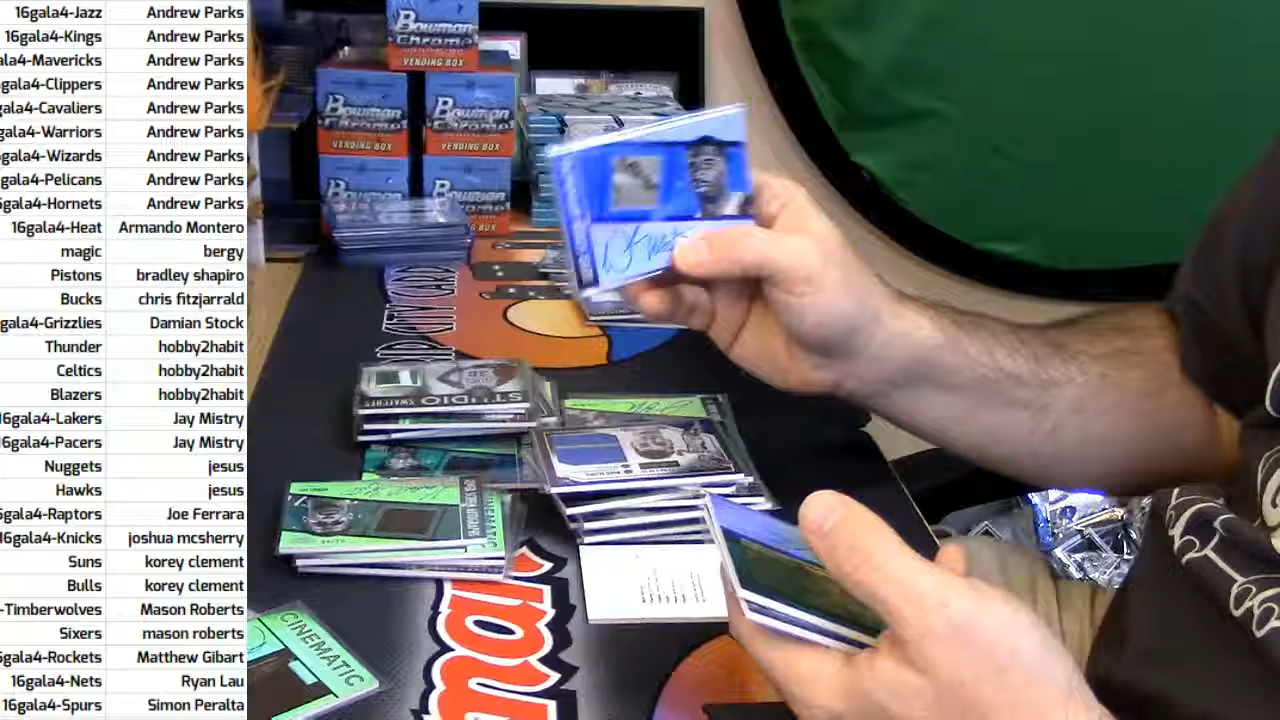 16gala4-Jazz Andrew Parks
16gala4-Kings Andrew Parks
ala4-Mavericks Andrew Parks
gala4-Clippers Andrew Parks
gala4-Cavaliers Andrew Parks
gala4-Warriors Andrew Parks
gala4-Wizards Andrew Parks
gala4-Pelicans Andrew Parks
gala4-Hornets Andrew Parks
16gala4-Heat Armando Montero
magic bergy
Pistons bradley shapiro
Bucks chris fitzjarrald
gala4-Grizzlies Damian Stock
Thunder hobby2habit
Celtics hobby2habit
Blazers hobby2habit
16gala4-Lakers Jay Mistry
16gala4-Pacers Jay Mistry
Nuggets jesus
Hawks jesus
gala4-Raptors Joe Ferrara
16gala4-Knicks joshua mcsherry
Suns korey clement
Bulls korey clement
-Timberwolves Mason Roberts
Sixers mason roberts
gala4-Rockets Matthew Gibart
16gala4-Nets Ryan Lau
16gala4-Spurs Simon Peralta
Bowman
Chrome
VENDING BOX
Bowman
Chrome
VENDING BOX
Bowman
Chrome
VENDING BOX
Bowman
Bowman
STUDIO
SWATCHES
CINEMATIC